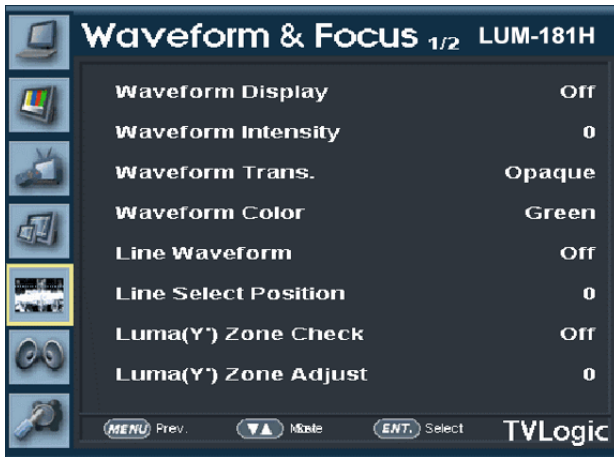 Waveform & Focus 1/2 LUM-181H
Waveform Display Off
Waveform Intensity 0
Waveform Trans. Opaque
Waveform Color Green
Line Waveform Off
Line Select Position 0
Luma(Y') Zone Check Off
Luma(Y') Zone Adjust 0
MENU Prev. ▼▲ ENT. Select TVLogic